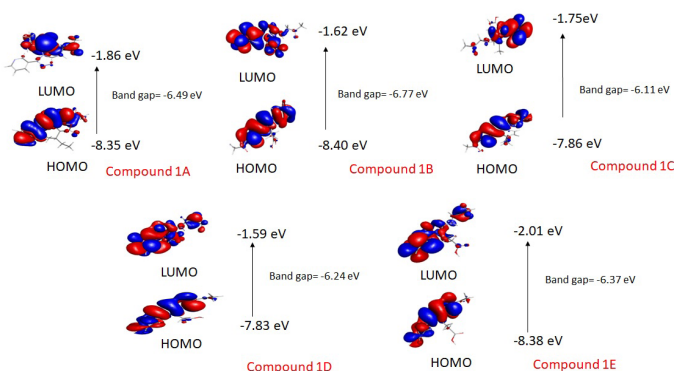 -1.86 eV
LUMO
Band gap= -6.49 eV
-8.35 eV
HOMO
Compound 1A
-1.62 eV
LUMO
Band gap= -6.77 eV
-8.40 eV
HOMO
Compound 1B
-1.75eV
LUMO
Band gap= -6.11 eV
-7.86 eV
HOMO
Compound 1C
-1.59 eV
LUMO
Band gap= -6.24 eV
-7.83 eV
HOMO
Compound 1D
-2.01 eV
LUMO
Band gap= -6.37 eV
-8.38 eV
HOMO
Compound 1E